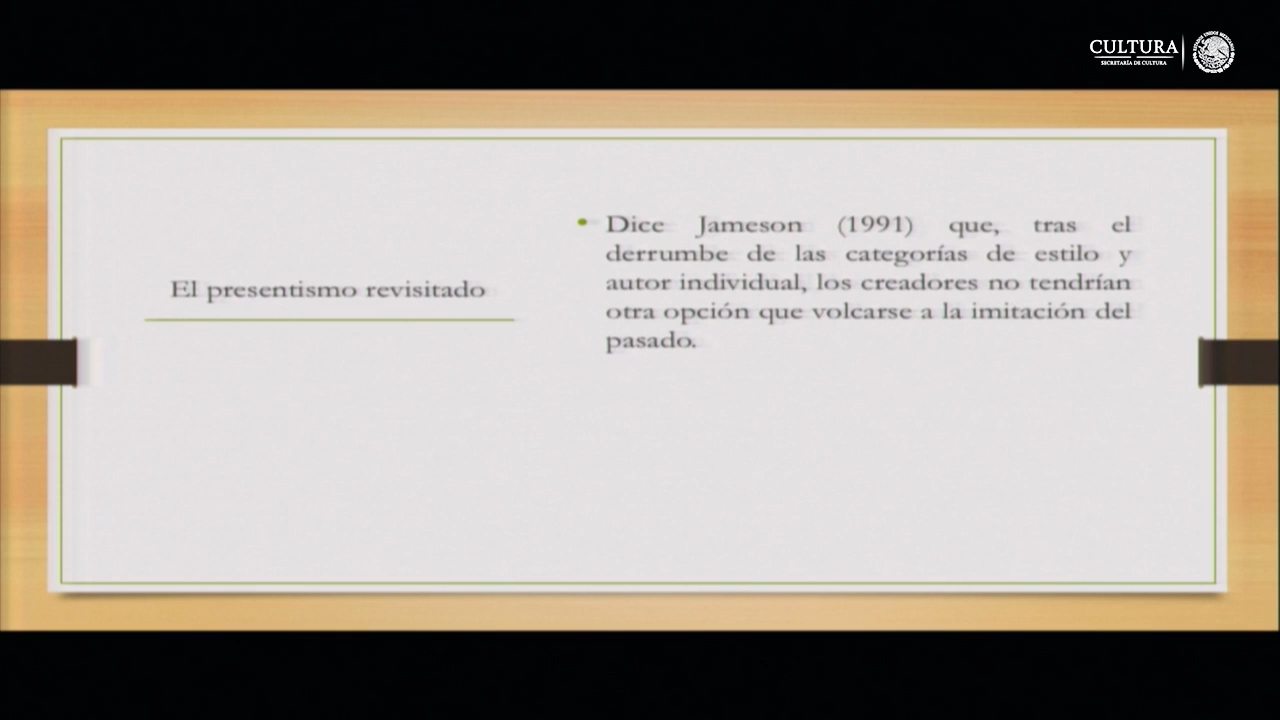 CULTURA
SECRETARÍA DE CULTURA
El presentismo revisitado
Dice Jameson (1991) que, tras el
derrumbe de las categorías de estilo y
autor individual, los creadores no tendrían
otra opción que volcarse a la imitación del
pasado.